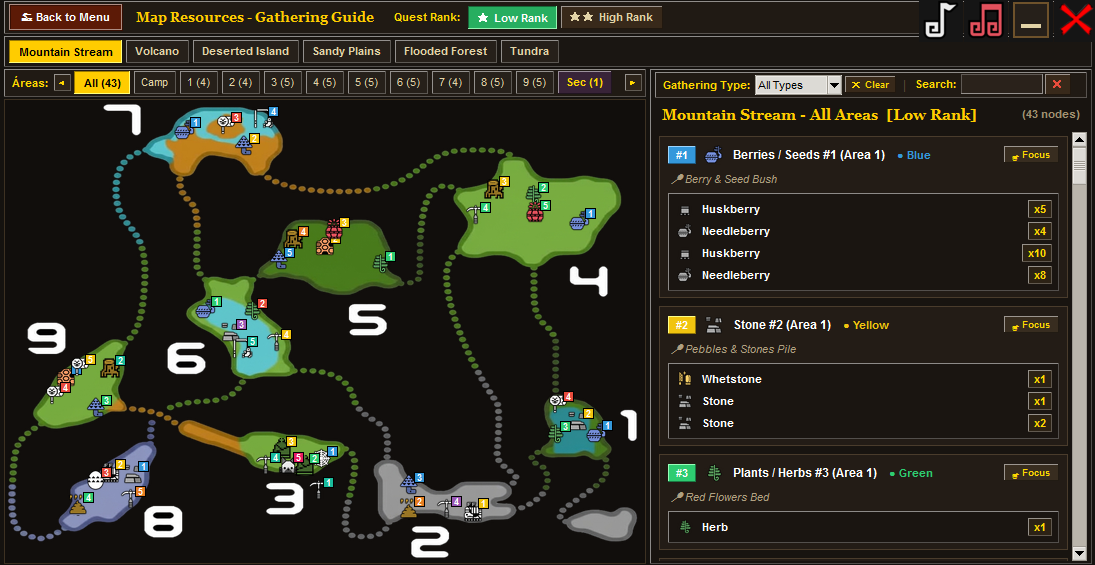 Back to Menu
Map Resources - Gathering Guide
Quest Rank:
★ Low Rank
★★ High Rank
Mountain Stream
Volcano
Deserted Island
Sandy Plains
Flooded Forest
Tundra
Áreas:
◄
All (43)
Camp
1 (4)
2 (4)
3 (5)
4 (5)
5 (5)
6 (5)
7 (4)
8 (5)
9 (5)
Sec (1)
►
Gathering Type:
All Types
✕ Clear
Search:
✕
Mountain Stream - All Areas [Low Rank]
(43 nodes)
#1
Berries / Seeds #1 (Area 1)
● Blue
Focus
Berry & Seed Bush
Huskberry x5
Needleberry x4
Huskberry x10
Needleberry x8
#2
Stone #2 (Area 1)
● Yellow
Focus
Pebbles & Stones Pile
Whetstone x1
Stone x1
Stone x2
#3
Plants / Herbs #3 (Area 1)
● Green
Focus
Red Flowers Bed
Herb x1
7
4
5
9
6
1
3
8
2